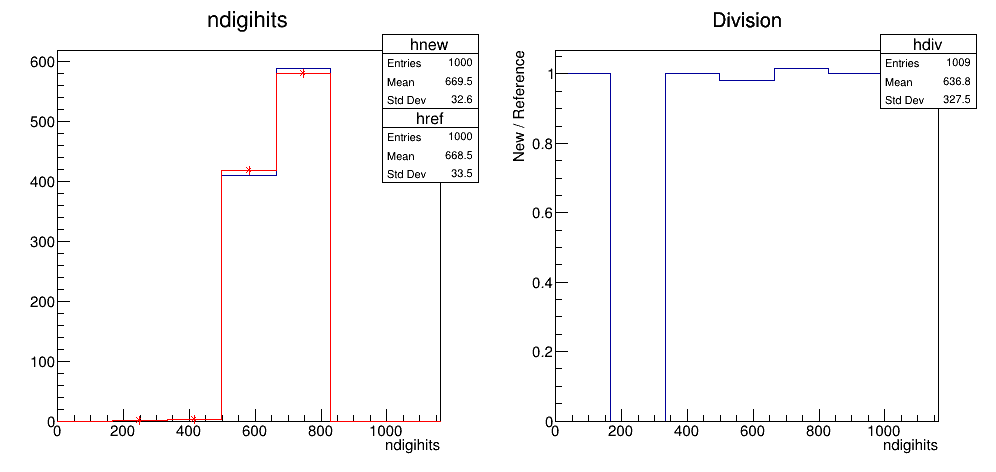 ndigihits
hnew
Entries 1000
Mean 669.5
Std Dev 32.6
href
Entries 1000
Mean 668.5
Std Dev 33.5
600
500
400
300
200
100
0
0 200 400 600 800 1000
ndigihits
Division
hdiv
Entries 1009
Mean 636.8
Std Dev 327.5
New / Reference
1
0.8
0.6
0.4
0.2
0
0 200 400 600 800 1000
ndigihits